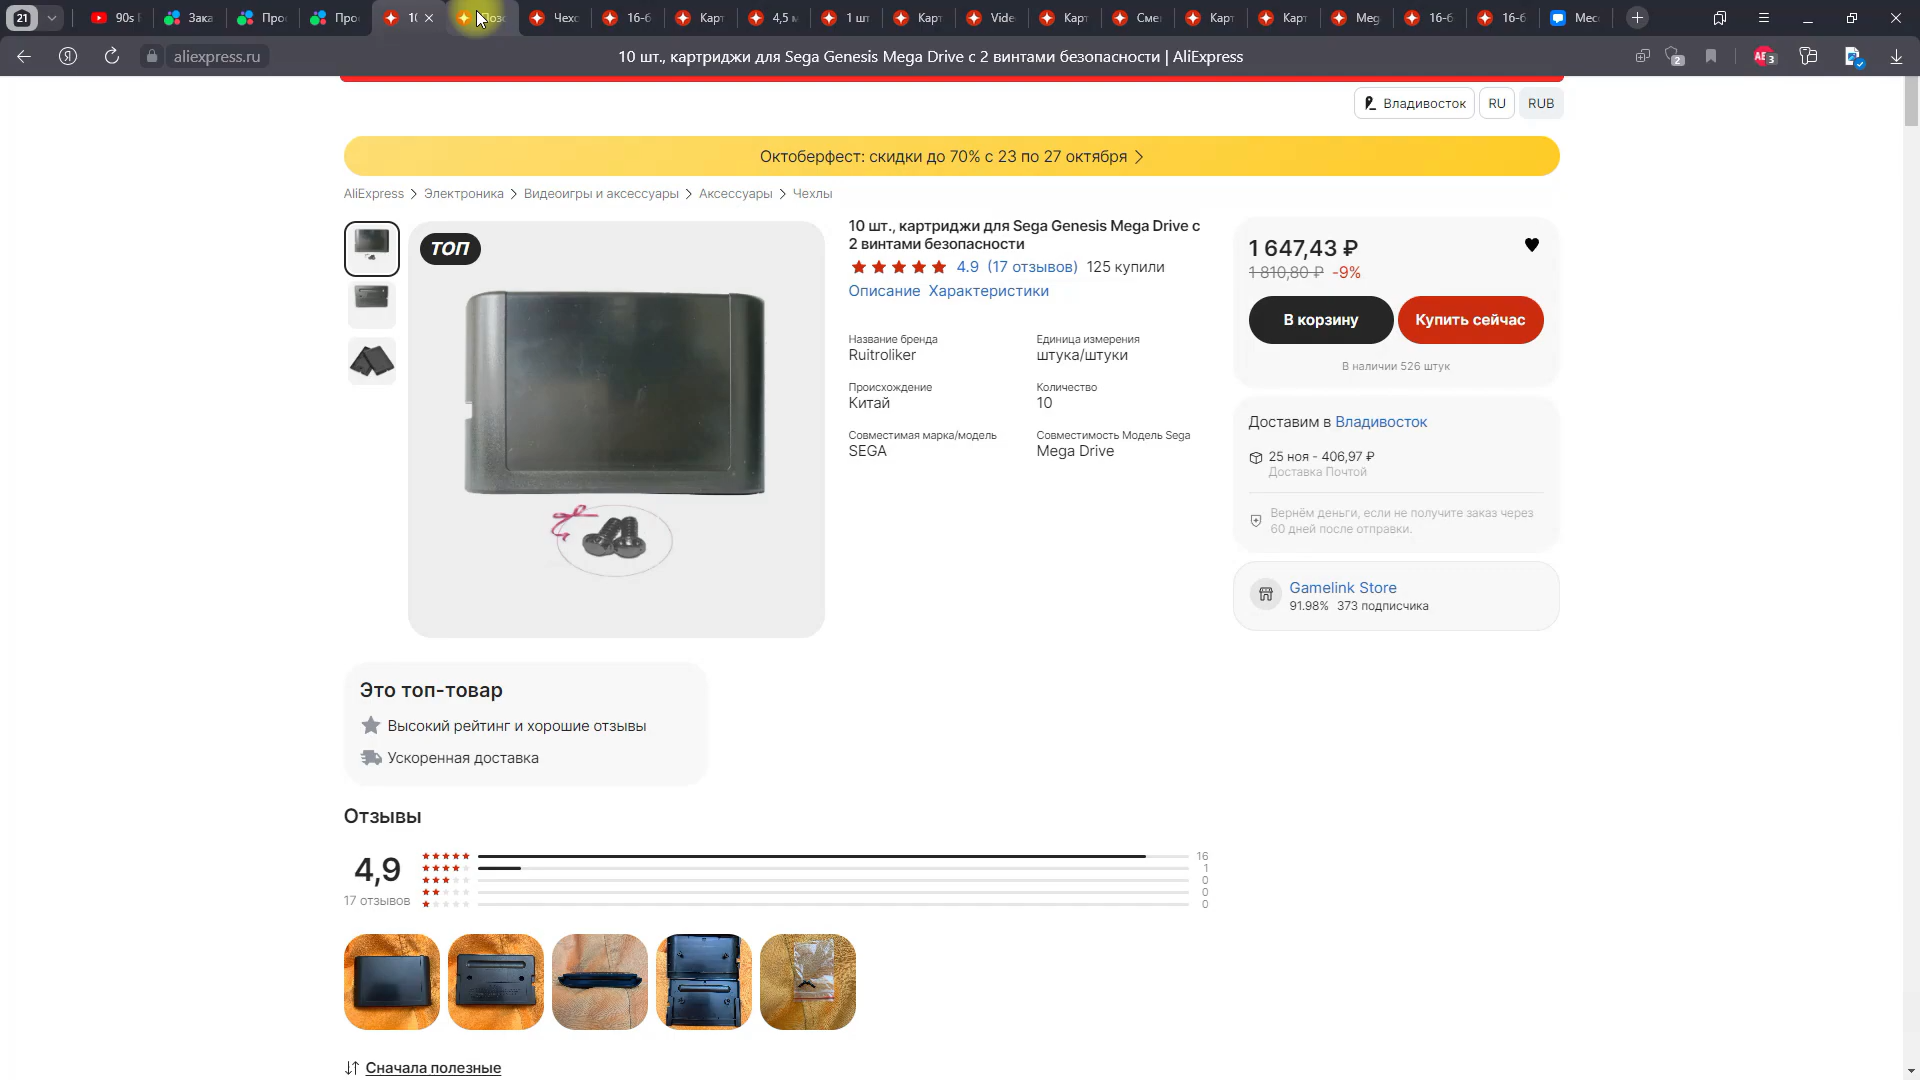 21
90s
Зака
Прос
Прос
10
Чехо
16-б
Карт
4,5 м
1 шт
Карт
Vide
Карт
Смен
Карт
Карт
Meg
16-б
16-б
Месс
aliexpress.ru
10 шт., картриджи для Sega Genesis Mega Drive с 2 винтами безопасности | AliExpress
2
3
Владивосток
RU
RUB
Октоберфест: скидки до 70% с 23 по 27 октября
AliExpress
Электроника
Видеоигры и аксессуары
Аксессуары
Чехлы
ТОП
10 шт., картриджи для Sega Genesis Mega Drive с
2 винтами безопасности
4.9 (17 отзывов) 125 купили
Описание Характеристики
Название бренда
Ruitroliker
Единица измерения
штука/штуки
Происхождение
Китай
Количество
10
Совместимая марка/модель
SEGA
Совместимость Модель Sega
Mega Drive
1 647,43 ₽
1 810,80 ₽ -9%
В корзину
Купить сейчас
В наличии 526 штук
Доставим в Владивосток
25 ноя - 406,97 ₽
Доставка Почтой
Вернём деньги, если не получите заказ через
60 дней после отправки.
Gamelink Store
91.98% 373 подписчика
Это топ-товар
Высокий рейтинг и хорошие отзывы
Ускоренная доставка
Отзывы
4,9
17 отзывов
16
1
0
0
0
Сначала полезные